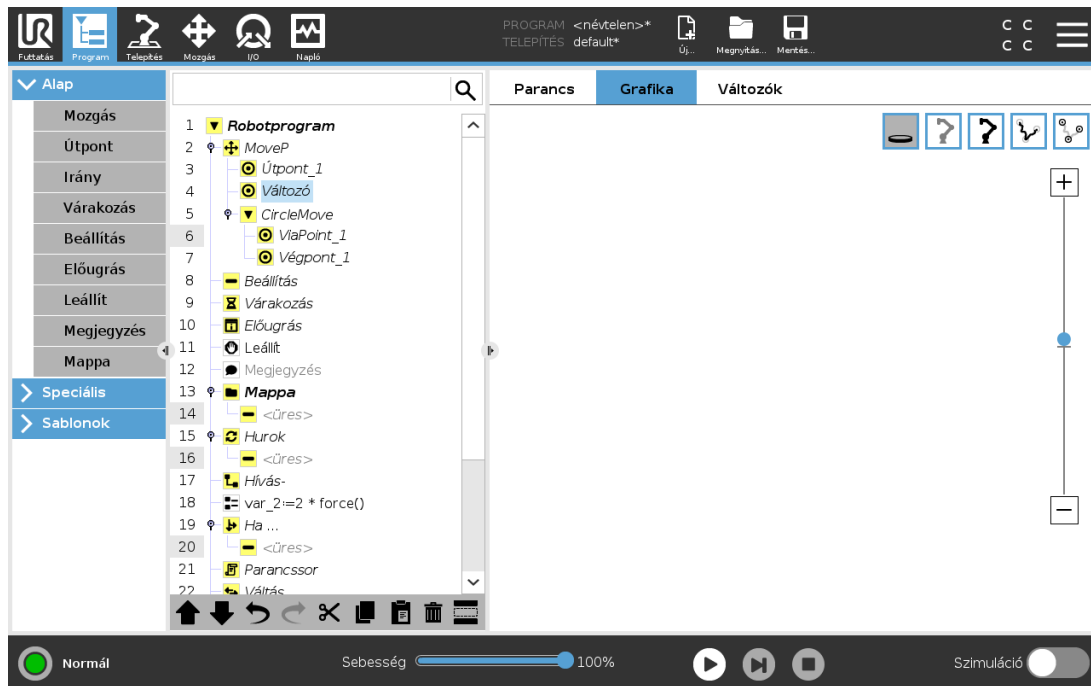 PROGRAM <névtelen>*
TELEPÍTÉS default*
Futtatás Program Telepítés Mozgás I/O Napló
Új... Megnyitás... Mentés...
C C
C C
Alap
Mozgás
Útpont
Irány
Várakozás
Beállítás
Előugrás
Leállít
Megjegyzés
Mappa
Speciális
Sablonok
1 Robotprogram
2 MoveP
3 Útpont_1
4 Változó
5 CircleMove
6 ViaPoint_1
7 Végpont_1
8 Beállítás
9 Várakozás
10 Előugrás
11 Leállít
12 Megjegyzés
13 Mappa
14 <üres>
15 Hurok
16 <üres>
17 Hívás-
18 var_2:=2 * force()
19 Ha ...
20 <üres>
21 Parancssor
22 Váltás
Parancs Grafika Változók
Normál
Sebesség 100%
Szimuláció